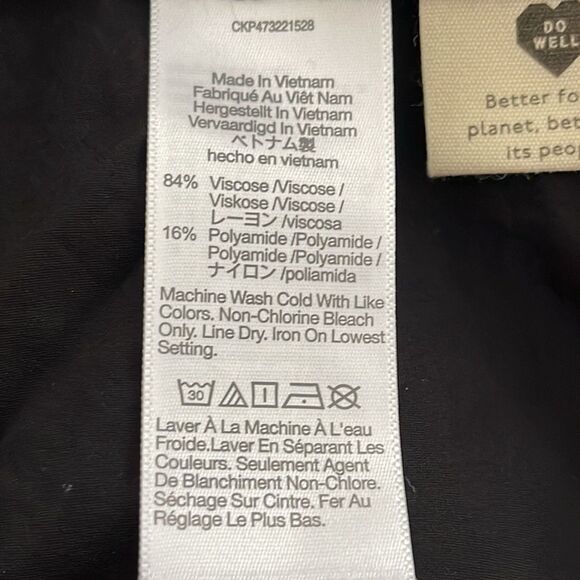 CKP473221528
Made In Vietnam
Fabriqué Au Viêt Nam
Hergestellt In Vietnam
Vervaardigd In Vietnam
ベトナム製
hecho en vietnam
84% Viscose /Viscose /
Viskose /Viscose /
レーヨン /viscosa
16% Polyamide /Polyamide /
Polyamide /Polyamide /
ナイロン /poliamida
Machine Wash Cold With Like
Colors. Non-Chlorine Bleach
Only. Line Dry. Iron On Lowest
Setting.
30
Laver À La Machine À L'eau
Froide.Laver En Séparant Les
Couleurs. Seulement Agent
De Blanchiment Non-Chlore.
Séchage Sur Cintre. Fer Au
Réglage Le Plus Bas.
DO
WELL
Better fo
planet, bet
its peo